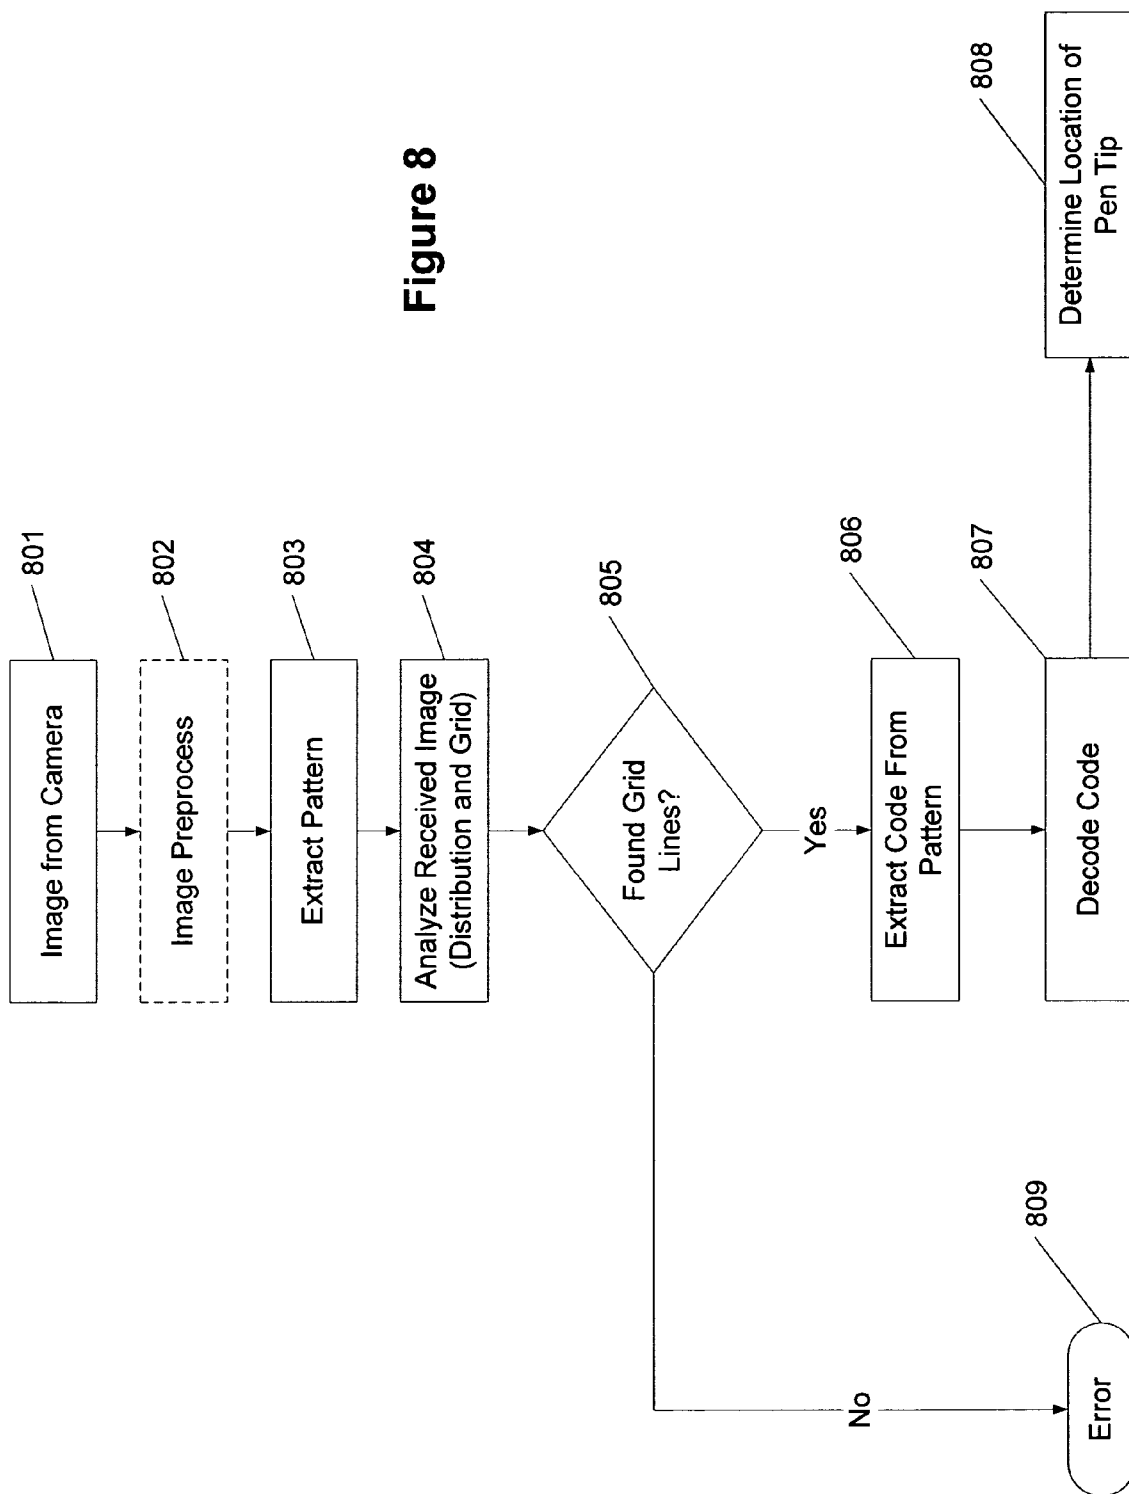 Figure 8
801
Image from Camera
802
Image Preprocess
803
Extract Pattern
804
Analyze Received Image
(Distribution and Grid)
805
Found Grid
Lines?
Yes
No
806
Extract Code From
Pattern
807
Decode Code
808
Determine Location of
Pen Tip
809
Error